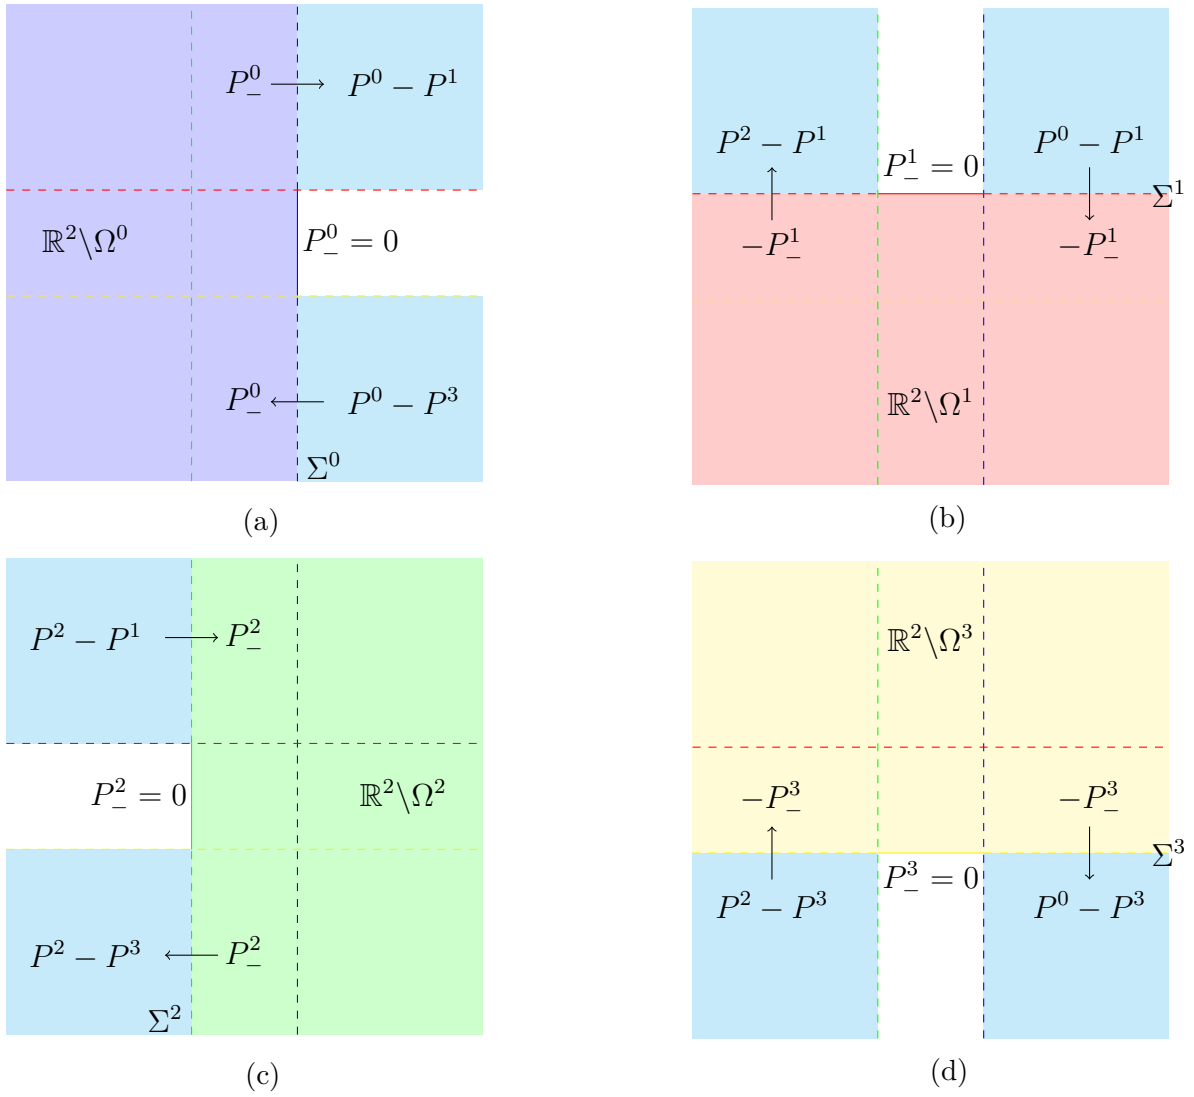 P^0_- P^0 − P^1
ℝ^2\Ω^0 P^0_- = 0
P^0_- P^0 − P^3
Σ^0
(a)
P^2 − P^1 P^1_- = 0 P^0 − P^1
Σ^1
−P^1_- −P^1_-
ℝ^2\Ω^1
(b)
P^2 − P^1 P^2_-
P^2_- = 0 ℝ^2\Ω^2
P^2 − P^3 P^2_-
Σ^2
(c)
ℝ^2\Ω^3
−P^3_- −P^3_-
Σ^3
P^2 − P^3 P^3_- = 0 P^0 − P^3
(d)